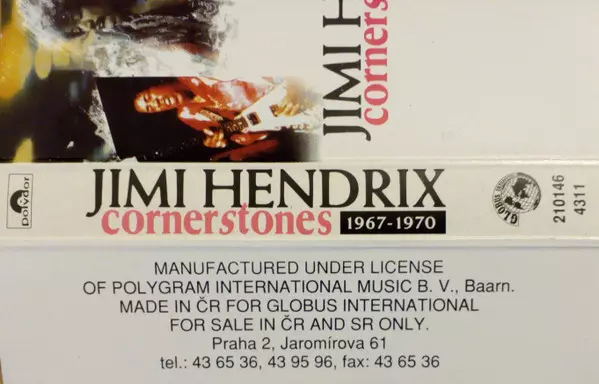 JIMI H
corners
polydor
JIMI HENDRIX
cornerstones 1967-1970
GLOBUS
210146
4311
MANUFACTURED UNDER LICENSE
OF POLYGRAM INTERNATIONAL MUSIC B. V., Baarn.
MADE IN ČR FOR GLOBUS INTERNATIONAL
FOR SALE IN ČR AND SR ONLY.
Praha 2, Jaromírova 61
tel.: 43 65 36, 43 95 96, fax: 43 65 36